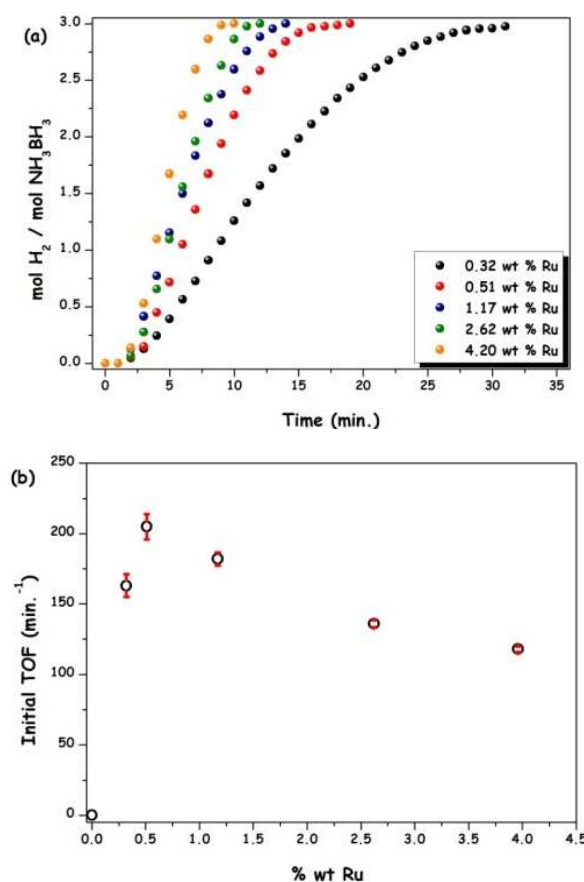 (a)
3.0
2.5
2.0
1.5
1.0
0.5
0.0
mol H2 / mol NH3BH3
0.32 wt % Ru
0.51 wt % Ru
1.17 wt % Ru
2.62 wt % Ru
4.20 wt % Ru
0 5 10 15 20 25 30 35
Time (min.)
(b)
250
200
150
100
50
0
Initial TOF (min.-1)
0.0 0.5 1.0 1.5 2.0 2.5 3.0 3.5 4.0 4.5
% wt Ru